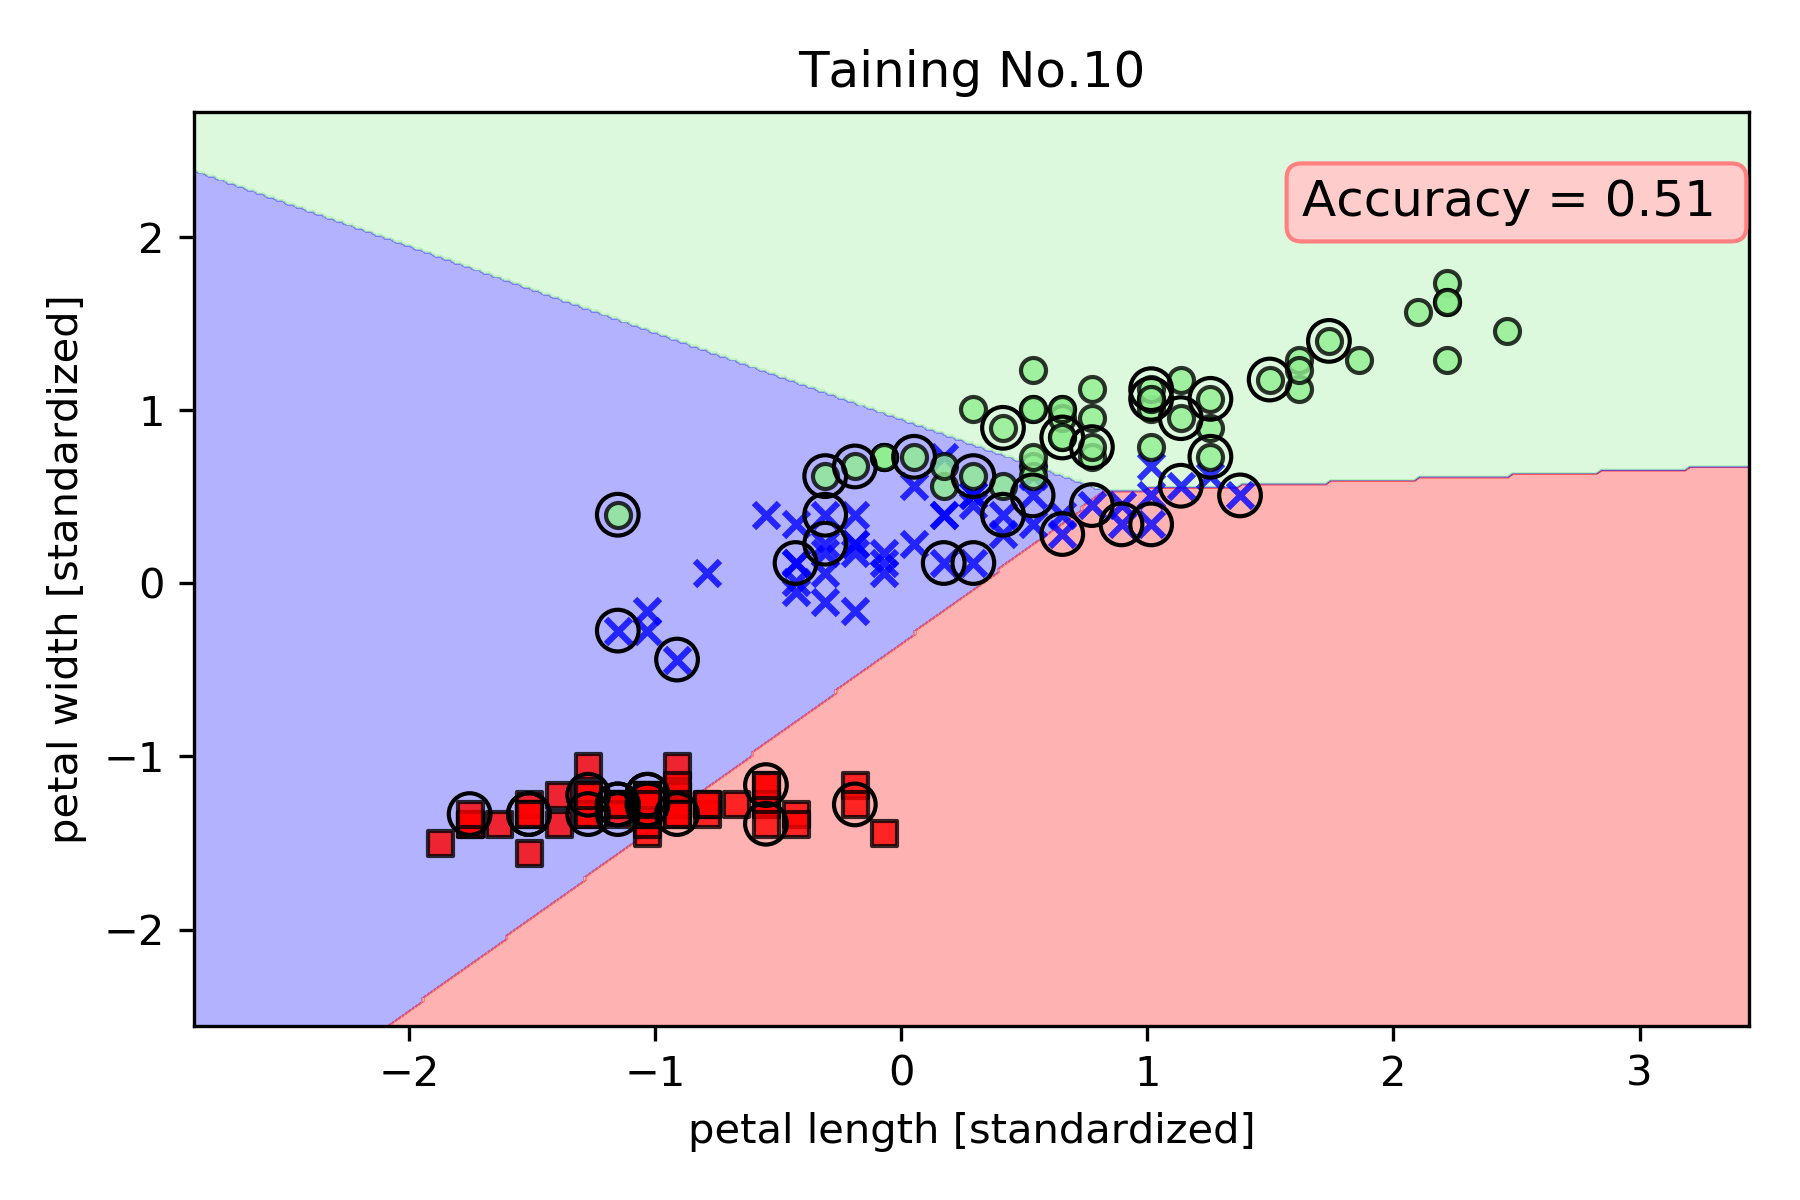 Taining No.10
Accuracy = 0.51
petal width [standardized]
2
1
0
−1
−2
−2 −1 0 1 2 3
petal length [standardized]